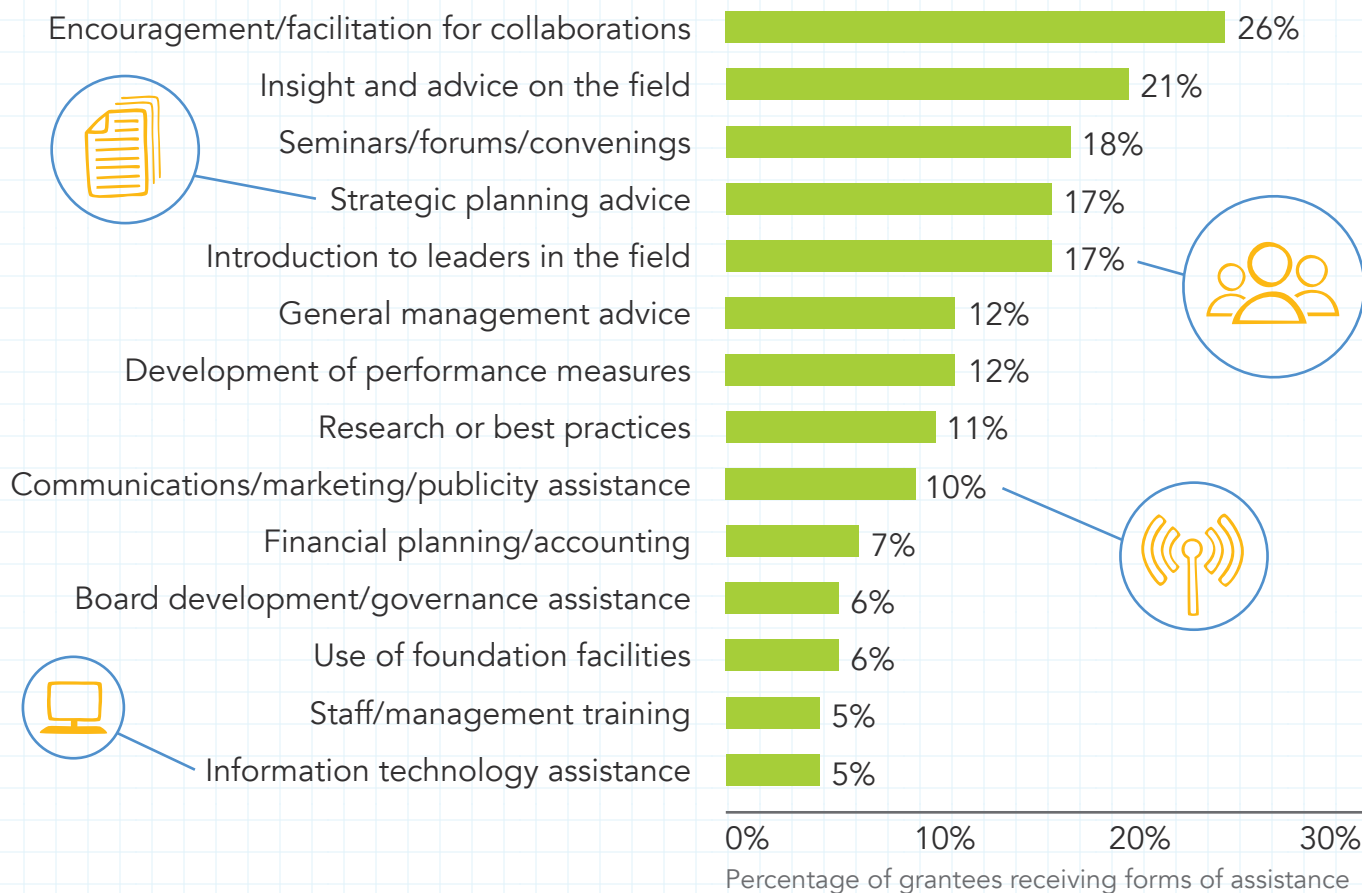 Encouragement/facilitation for collaborations 26%
Insight and advice on the field 21%
Seminars/forums/convenings 18%
Strategic planning advice 17%
Introduction to leaders in the field 17%
General management advice 12%
Development of performance measures 12%
Research or best practices 11%
Communications/marketing/publicity assistance 10%
Financial planning/accounting 7%
Board development/governance assistance 6%
Use of foundation facilities 6%
Staff/management training 5%
Information technology assistance 5%
0% 10% 20% 30%
Percentage of grantees receiving forms of assistance